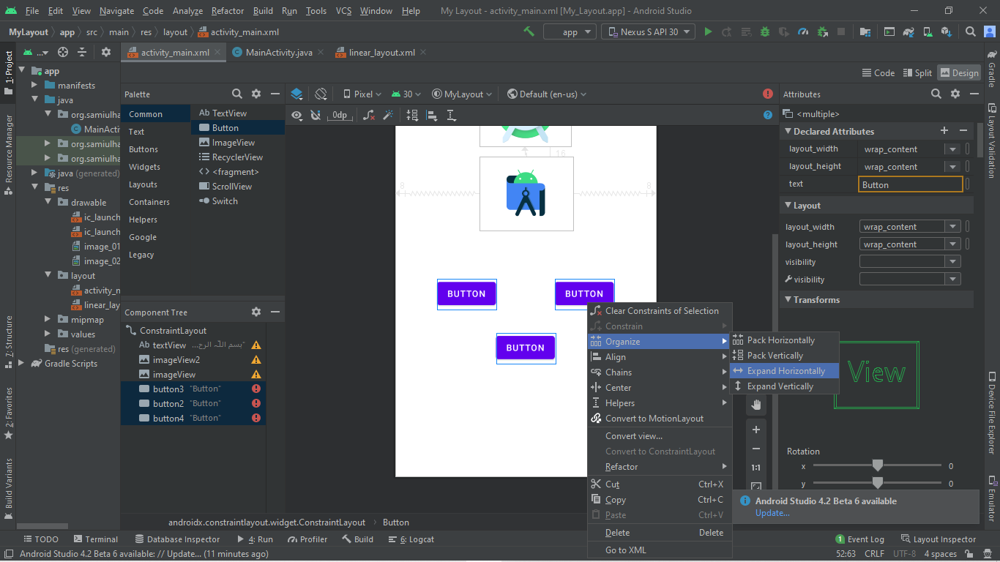 File Edit View Navigate Code Analyze Refactor Build Run Tools VCS Window Help My Layout - activity_main.xml [My_Layout.app] - Android Studio
MyLayout app src main res layout activity_main.xml app Nexus S API 30
1: Project
Resource Manager
7: Structure
2: Favorites
Build Variants
...
app
manifests
java
org.samiulha
MainActi
org.samiulha
org.samiulha
java (generated)
res
drawable
ic_launch
ic_launch
image_01
image_02
layout
activity_n
linear_lay
mipmap
values
res (generated)
Gradle Scripts
activity_main.xml MainActivity.java linear_layout.xml
Code Split Design
Palette
Common
Text
Buttons
Widgets
Layouts
Containers
Helpers
Google
Legacy
Ab TextView
Button
ImageView
RecyclerView
<> <fragment>
ScrollView
Switch
Component Tree
ConstraintLayout
Ab textView بسم الله الرح...
imageView2
imageView
button3 "Button"
button2 "Button"
button4 "Button"
Pixel 30 MyLayout Default (en-us)
0dp
16
8 8
BUTTON BUTTON
BUTTON
Clear Constraints of Selection
Constrain
Organize
Align
Chains
Center
Helpers
Convert to MotionLayout
Convert view...
Convert to ConstraintLayout
Refactor
Cut Ctrl+X
Copy Ctrl+C
Paste Ctrl+V
Delete Delete
Go to XML
Pack Horizontally
Pack Vertically
Expand Horizontally
Expand Vertically
1:1
Attributes
<multiple>
Declared Attributes
layout_width wrap_content
layout_height wrap_content
text Button
Layout
layout_width wrap_content
layout_height wrap_content
visibility
visibility
Transforms
View
Rotation
x 0
y 0
Android Studio 4.2 Beta 6 available
Update...
Gradle
Layout Validation
Device File Explorer
Emulator
androidx.constraintlayout.widget.ConstraintLayout Button
TODO Terminal Database Inspector 4: Run Profiler Build 6: Logcat Event Log Layout Inspector
1
Android Studio 4.2 Beta 6 available: // Update... (11 minutes ago) 52:63 CRLF UTF-8 4 spaces